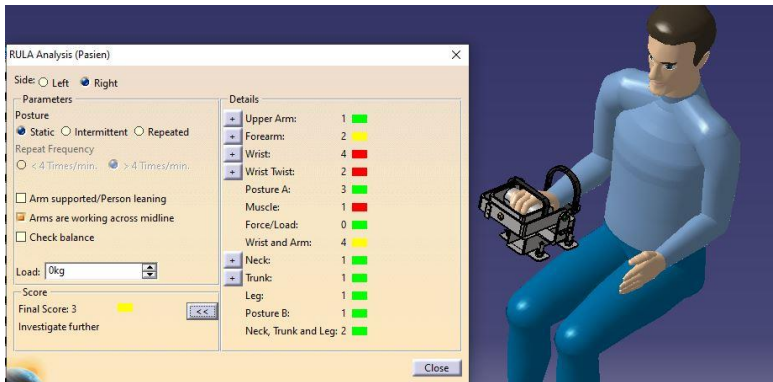 RULA Analysis (Pasien)
Side: Left Right
Parameters
Posture
Static Intermittent Repeated
Repeat Frequency
< 4 Times/min. > 4 Times/min.
Arm supported/Person leaning
Arms are working across midline
Check balance
Load: 0kg
Score
Final Score: 3
<<
Investigate further
Details
+ Upper Arm: 1
+ Forearm: 2
+ Wrist: 4
+ Wrist Twist: 2
Posture A: 3
Muscle: 1
Force/Load: 0
Wrist and Arm: 4
+ Neck: 1
+ Trunk: 1
Leg: 1
Posture B: 1
Neck, Trunk and Leg: 2
Close